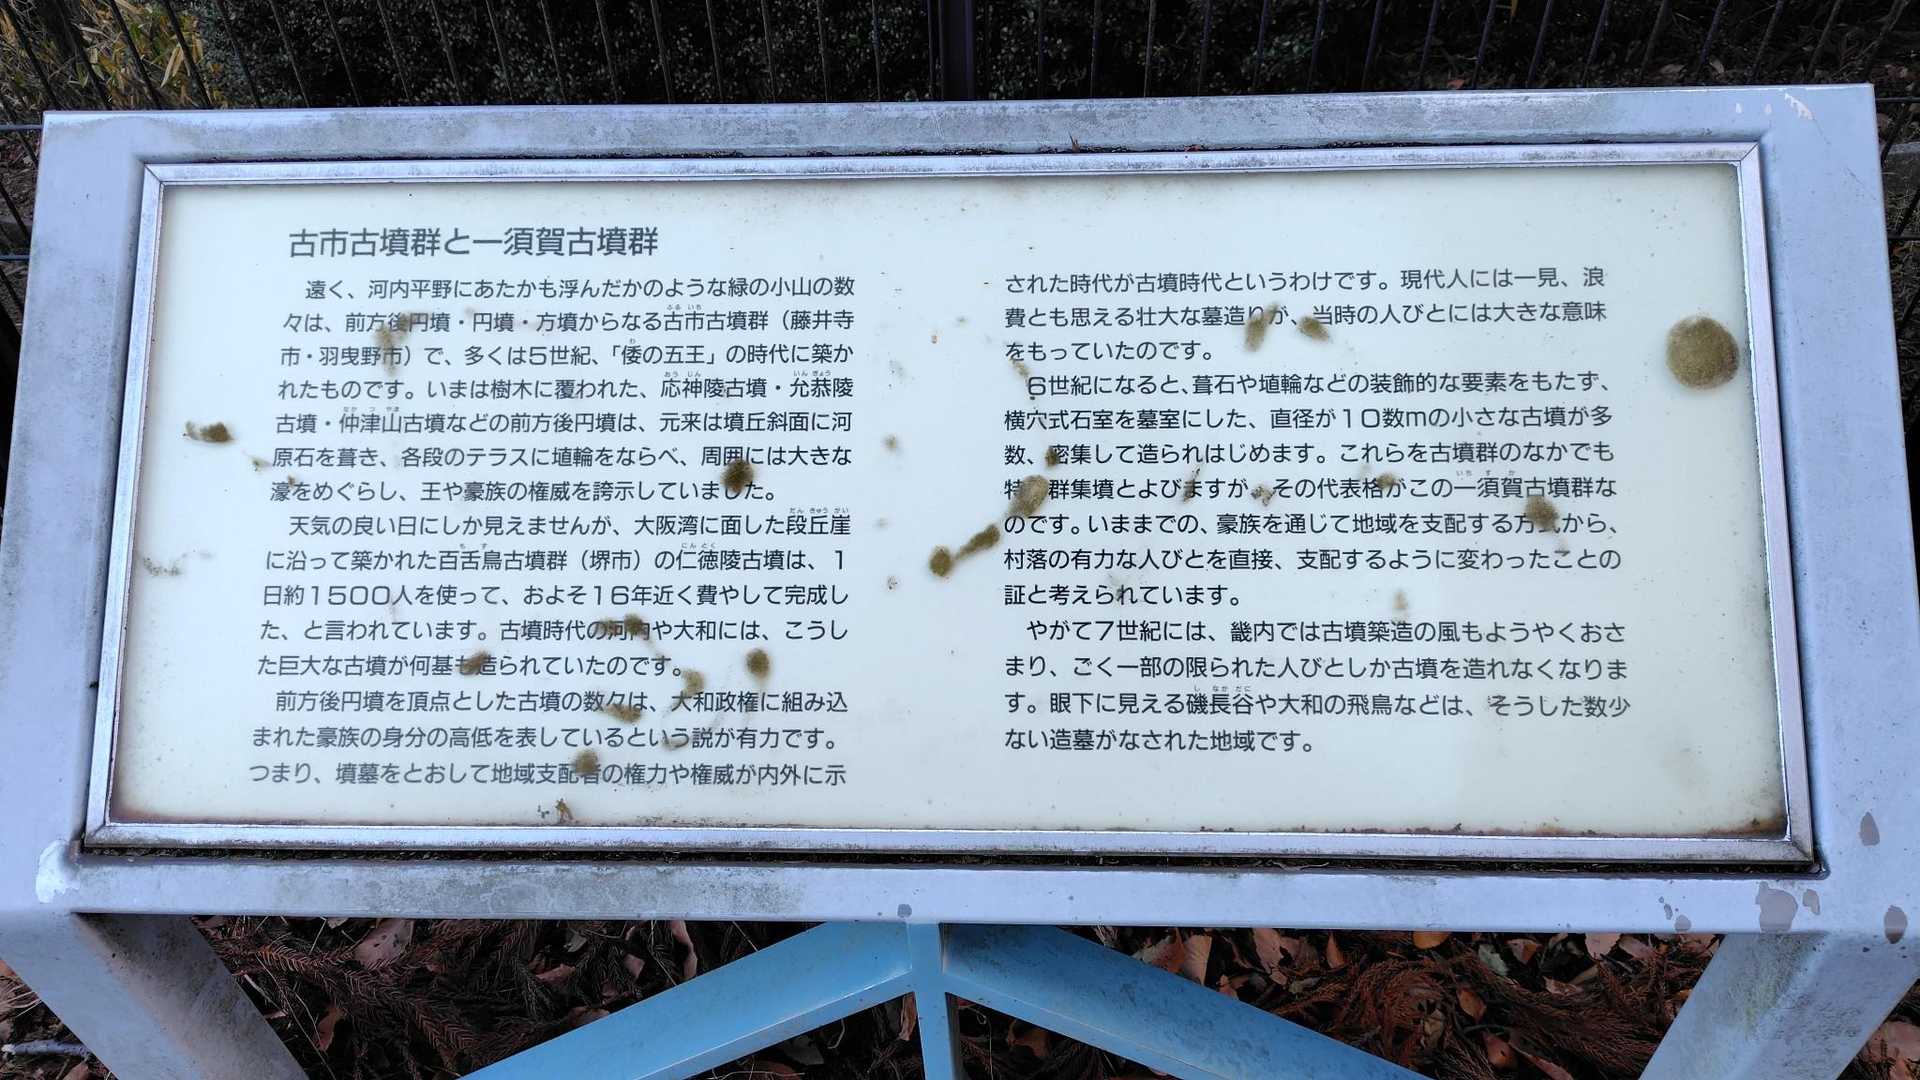 古市古墳群と一須賀古墳群
遠く、河内平野にあたかも浮んだかのような緑の小山の数
々は、前方後円墳・円墳・方墳からなる古市古墳群（藤井寺
市・羽曳野市）で、多くは5世紀、「倭の五王」の時代に築か
れたものです。いまは樹木に覆われた、応神陵古墳・允恭陵
古墳・仲津山古墳などの前方後円墳は、元来は墳丘斜面に河
原石を葺き、各段のテラスに埴輪をならべ、周囲には大きな
濠をめぐらし、王や豪族の権威を誇示していました。
天気の良い日にしか見えませんが、大阪湾に面した段丘崖
に沿って築かれた百舌鳥古墳群（堺市）の仁徳陵古墳は、1
日約1500人を使って、およそ16年近く費やして完成し
た、と言われています。古墳時代の河内や大和には、こうし
た巨大な古墳が何基も造られていたのです。
前方後円墳を頂点とした古墳の数々は、大和政権に組み込
まれた豪族の身分の高低を表しているという説が有力です。
つまり、墳墓をとおして地域支配者の権力や権威が内外に示
された時代が古墳時代というわけです。現代人には一見、浪
費とも思える壮大な墓造りが、当時の人びとには大きな意味
をもっていたのです。
6世紀になると、葺石や埴輪などの装飾的な要素をもたず、
横穴式石室を墓室にした、直径が10数mの小さな古墳が多
数、密集して造られはじめます。これらを古墳群のなかでも
特に群集墳とよびますが、その代表格がこの一須賀古墳群な
のです。いままでの、豪族を通じて地域を支配する方式から、
村落の有力な人びとを直接、支配するように変わったことの
証と考えられています。
やがて7世紀には、畿内では古墳築造の風もようやくおさ
まり、ごく一部の限られた人びとしか古墳を造れなくなりま
す。眼下に見える磯長谷や大和の飛鳥などは、そうした数少
ない造墓がなされた地域です。